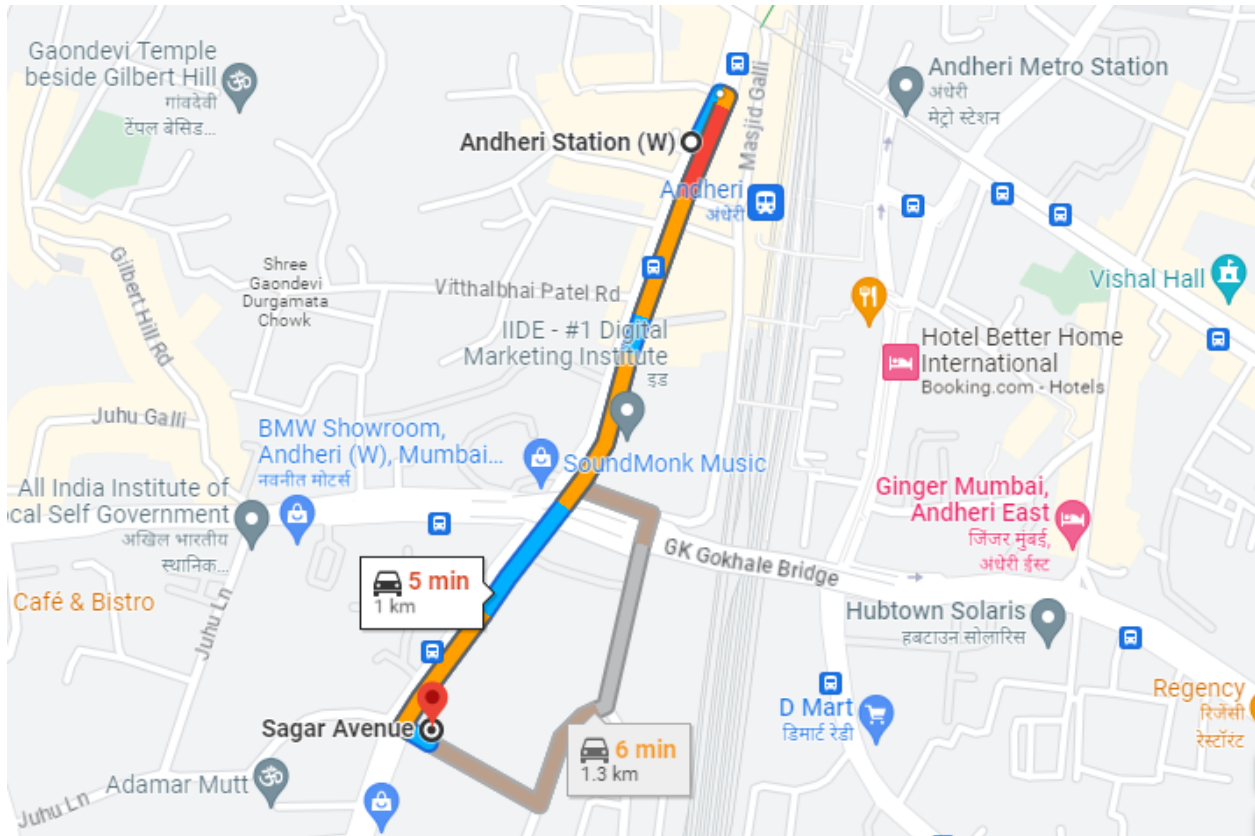 Gaondevi Temple
beside Gilbert Hill
गांवदेवी
टेंपल बेसिड...
Andheri Metro Station
अंधेरी
मेट्रो स्टेशन
Masjid Galli
Andheri Station (W)
Andheri
अंधेरी
Gilbert Hill Rd
Shree
Gaondevi
Durgamata
Chowk
Vitthalbhai Patel Rd
Vishal Hall
IIDE - #1 Digital
Marketing Institute
इड
Hotel Better Home
International
Booking.com - Hotels
Juhu Galli
BMW Showroom,
Andheri (W), Mumbai...
नवनीत मोटर्स
SoundMonk Music
All India Institute of
ocal Self Government
अखिल भारतीय
स्थानिक...
Ginger Mumbai,
Andheri East
जिंजर मुंबई,
अंधेरी ईस्ट
GK Gokhale Bridge
5 min
1 km
Café & Bistro
Juhu Ln
Hubtown Solaris
हबटाउन सोलारिस
Regency
रिजेंसी
रेस्टॉरंट
D Mart
डिमार्ट रेडी
Sagar Avenue
6 min
1.3 km
Adamar Mutt
Juhu Ln